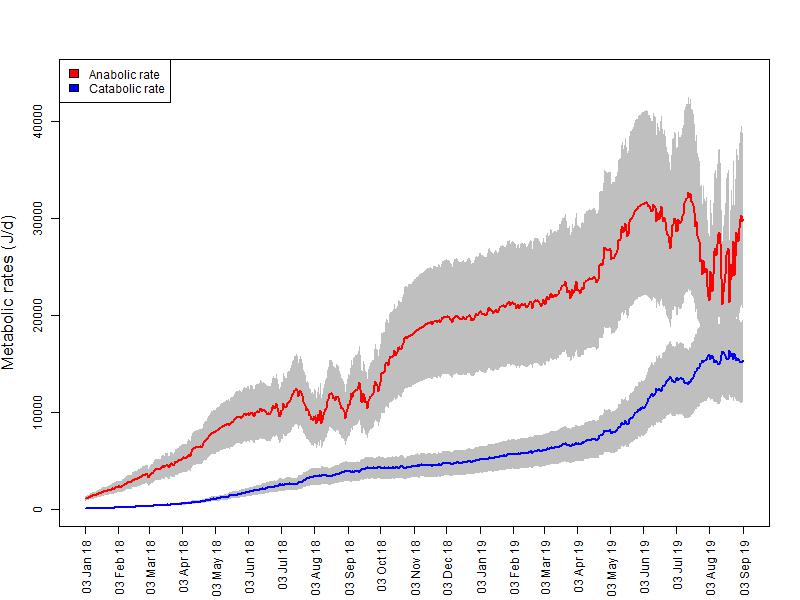 Anabolic rate
Catabolic rate
Metabolic rates (J/d)
40000
30000
20000
10000
0
03 Jan 18
03 Feb 18
03 Mar 18
03 Apr 18
03 May 18
03 Jun 18
03 Jul 18
03 Aug 18
03 Sep 18
03 Oct 18
03 Nov 18
03 Dec 18
03 Jan 19
03 Feb 19
03 Mar 19
03 Apr 19
03 May 19
03 Jun 19
03 Jul 19
03 Aug 19
03 Sep 19